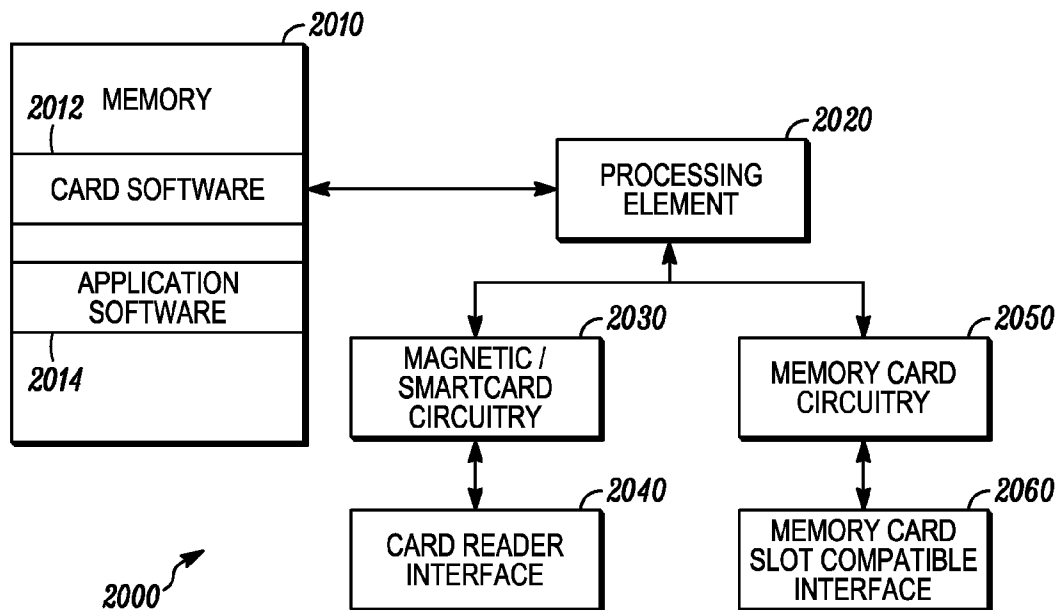 2010
MEMORY
2012
CARD SOFTWARE
APPLICATION
SOFTWARE
2014
2020
PROCESSING
ELEMENT
2030
MAGNETIC /
SMARTCARD
CIRCUITRY
2050
MEMORY CARD
CIRCUITRY
2040
CARD READER
INTERFACE
2060
MEMORY CARD
SLOT COMPATIBLE
INTERFACE
2000